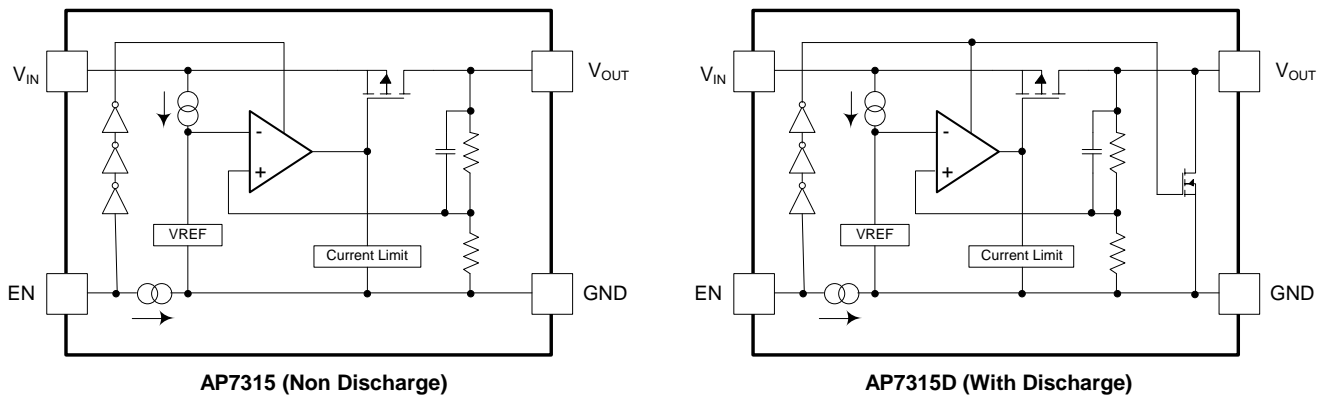 VIN
VOUT
-
+
VREF
Current Limit
EN
GND
AP7315 (Non Discharge)
VIN
VOUT
-
+
VREF
Current Limit
EN
GND
AP7315D (With Discharge)